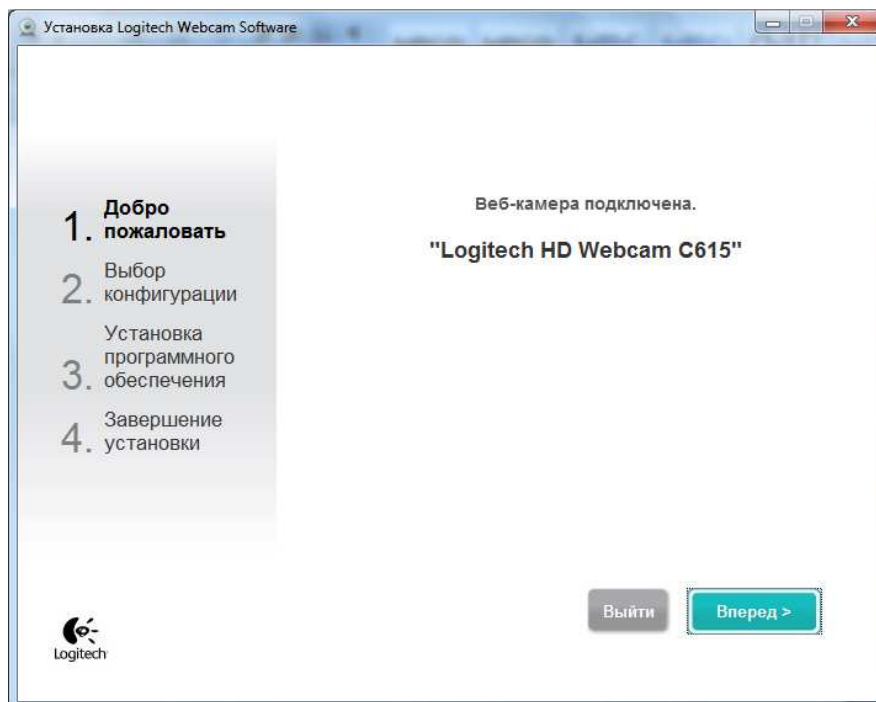 Установка Logitech Webcam Software
1. Добро
пожаловать
2. Выбор
конфигурации
3. Установка
программного
обеспечения
4. Завершение
установки
Веб-камера подключена.
"Logitech HD Webcam C615"
Выйти
Вперед >
Logitech